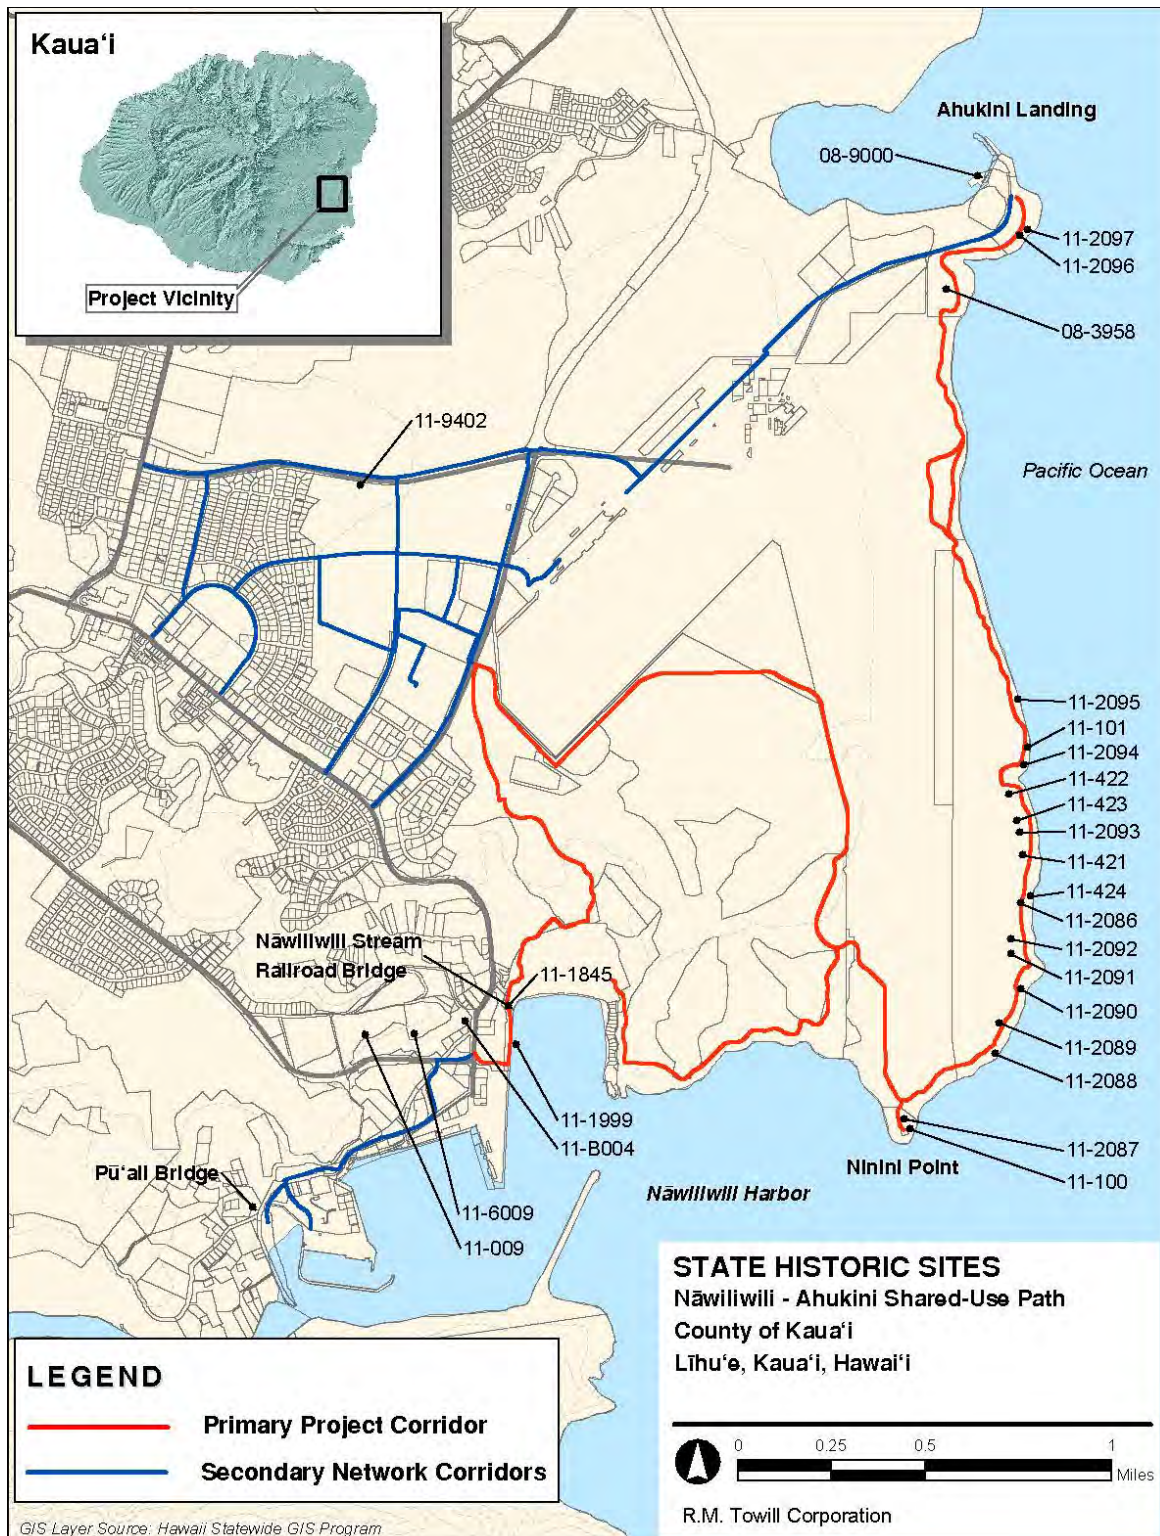 Kaua‘i
Project Vicinity
Ahukini Landing
08-9000
11-2097
11-2096
08-3958
11-9402
Pacific Ocean
11-2095
11-101
11-2094
11-422
11-423
11-2093
11-421
11-424
11-2086
11-2092
11-2091
11-2090
11-2089
11-2088
Nāwiliwili Stream
Railroad Bridge
11-1845
11-1999
11-B004
11-2087
11-100
Ninini Point
Pū‘ali Bridge
Nāwiliwili Harbor
11-6009
11-009
STATE HISTORIC SITES
Nāwiliwili - Ahukini Shared-Use Path
County of Kaua‘i
Līhu‘e, Kaua‘i, Hawai‘i
LEGEND
Primary Project Corridor
Secondary Network Corridors
0 0.25 0.5 1
Miles
R.M. Towill Corporation
GIS Layer Source: Hawaii Statewide GIS Program